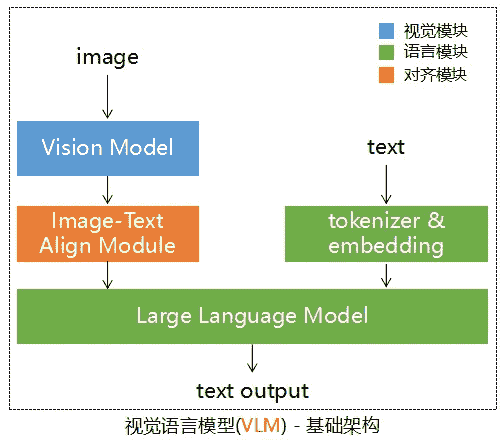 视觉模块
语言模块
对齐模块
image
Vision Model
text
Image-Text
Align Module
tokenizer &
embedding
Large Language Model
text output
视觉语言模型(VLM) - 基础架构